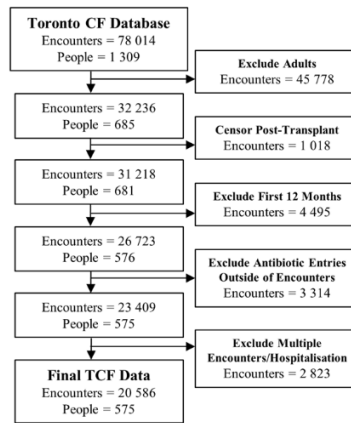 Toronto CF Database
Encounters = 78 014
People = 1 309
Exclude Adults
Encounters = 45 778
Encounters = 32 236
People = 685
Censor Post-Transplant
Encounters = 1 018
Encounters = 31 218
People = 681
Exclude First 12 Months
Encounters = 4 495
Encounters = 26 723
People = 576
Exclude Antibiotic Entries
Outside of Encounters
Encounters = 3 314
Encounters = 23 409
People = 575
Exclude Multiple
Encounters/Hospitalisation
Encounters = 2 823
Final TCF Data
Encounters = 20 586
People = 575